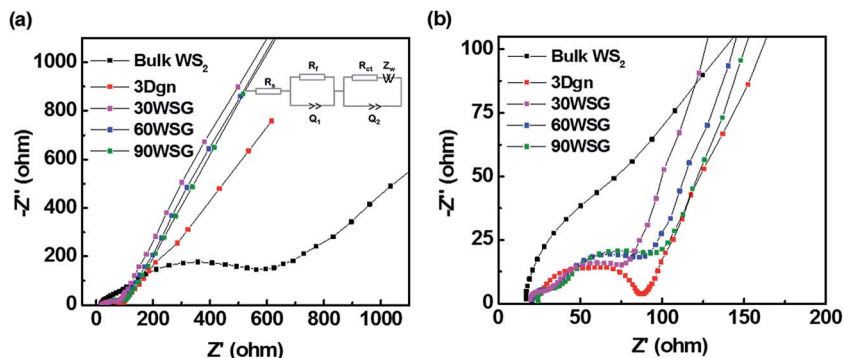 (a)
-Z'' (ohm)
1000
800
600
400
200
0
0 200 400 600 800 1000
Z' (ohm)
Bulk WS2
3Dgn
30WSG
60WSG
90WSG
Rs
Rf
Q1
Rct
Zw
Q2
(b)
-Z'' (ohm)
100
75
50
25
0
0 50 100 150 200
Z' (ohm)
Bulk WS2
3Dgn
30WSG
60WSG
90WSG